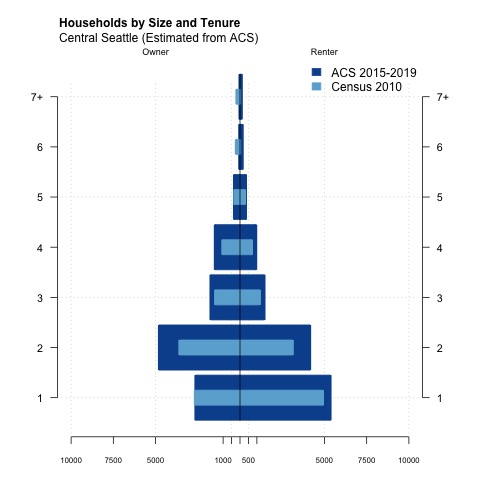 Households by Size and Tenure
Central Seattle (Estimated from ACS)
Owner Renter
ACS 2015-2019
Census 2010
7+ 7+
6 6
5 5
4 4
3 3
2 2
1 1
10000 7500 5000 1000 500 5000 7500 10000